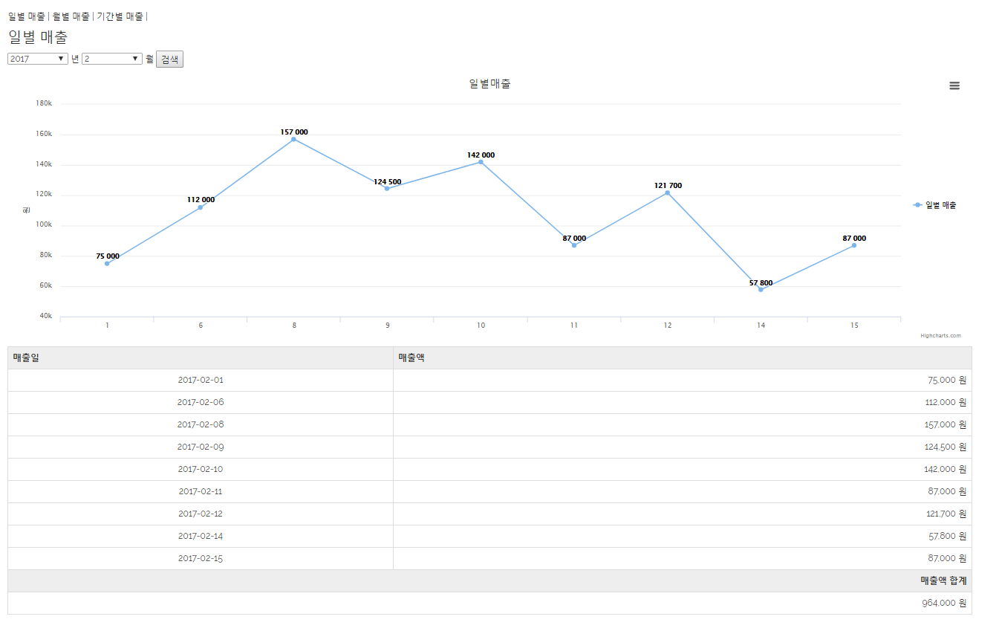 일별 매출 | 월별 매출 | 기간별 매출 |
일별 매출
2017 년 2 월 검색
일별매출
180k
160k
140k
120k
100k
80k
60k
40k
원
75 000
112 000
157 000
124 500
142 000
87 000
121 700
57 800
87 000
일별 매출
1 6 8 9 10 11 12 14 15
Highcharts.com
매출일 매출액
2017-02-01 75,000 원
2017-02-06 112,000 원
2017-02-08 157,000 원
2017-02-09 124,500 원
2017-02-10 142,000 원
2017-02-11 87,000 원
2017-02-12 121,700 원
2017-02-14 57,800 원
2017-02-15 87,000 원
매출액 합계
964,000 원